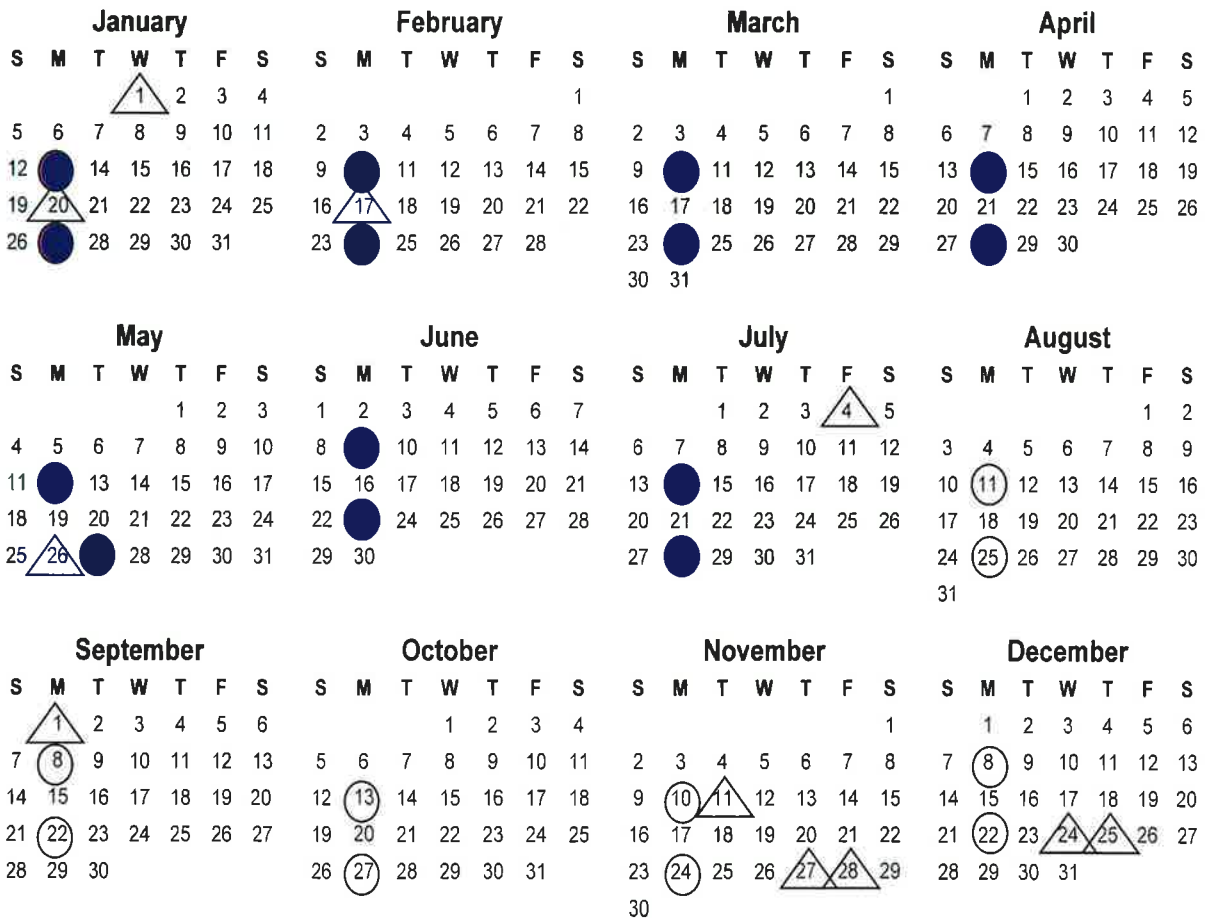 January
S M T W T F S
1 2 3 4
5 6 7 8 9 10 11
12 14 15 16 17 18
19 20 21 22 23 24 25
26 28 29 30 31
February
S M T W T F S
1
2 3 4 5 6 7 8
9 11 12 13 14 15
16 17 18 19 20 21 22
23 25 26 27 28
March
S M T W T F S
1
2 3 4 5 6 7 8
9 11 12 13 14 15
16 17 18 19 20 21 22
23 25 26 27 28 29
30 31
April
S M T W T F S
1 2 3 4 5
6 7 8 9 10 11 12
13 15 16 17 18 19
20 21 22 23 24 25 26
27 29 30
May
S M T W T F S
1 2 3
4 5 6 7 8 9 10
11 13 14 15 16 17
18 19 20 21 22 23 24
25 26 28 29 30 31
June
S M T W T F S
1 2 3 4 5 6 7
8 10 11 12 13 14
15 16 17 18 19 20 21
22 24 25 26 27 28
29 30
July
S M T W T F S
1 2 3 4 5
6 7 8 9 10 11 12
13 15 16 17 18 19
20 21 22 23 24 25 26
27 29 30 31
August
S M T W T F S
1 2
3 4 5 6 7 8 9
10 11 12 13 14 15 16
17 18 19 20 21 22 23
24 25 26 27 28 29 30
31
September
S M T W T F S
1 2 3 4 5 6
7 8 9 10 11 12 13
14 15 16 17 18 19 20
21 22 23 24 25 26 27
28 29 30
October
S M T W T F S
1 2 3 4
5 6 7 8 9 10 11
12 13 14 15 16 17 18
19 20 21 22 23 24 25
26 27 28 29 30 31
November
S M T W T F S
1
2 3 4 5 6 7 8
9 10 11 12 13 14 15
16 17 18 19 20 21 22
23 24 25 26 27 28 29
30
December
S M T W T F S
1 2 3 4 5 6
7 8 9 10 11 12 13
14 15 16 17 18 19 20
21 22 23 24 25 26 27
28 29 30 31